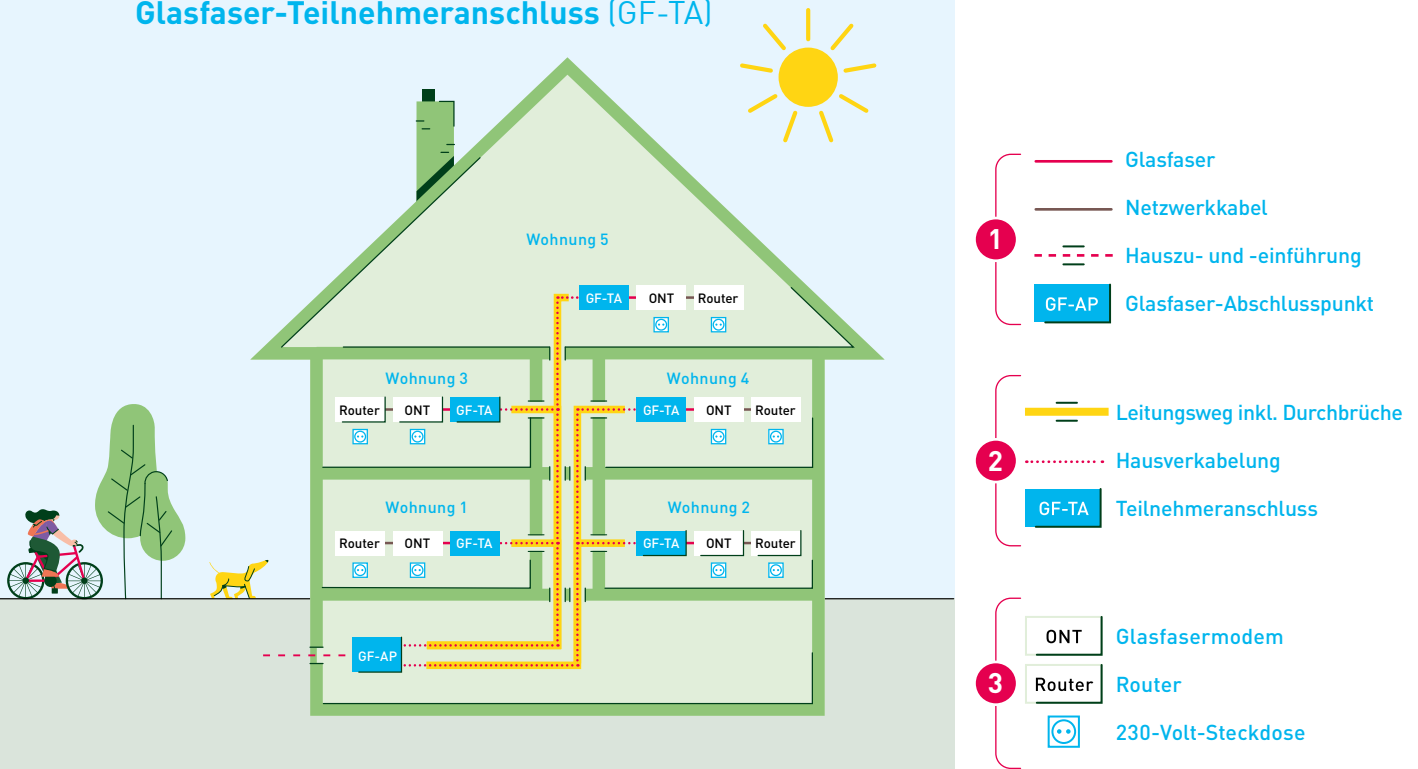 Glasfaser-Teilnehmeranschluss (GF-TA)
Wohnung 5
GF-TA ONT Router
Wohnung 3
Router ONT GF-TA
Wohnung 4
GF-TA ONT Router
Wohnung 1
Router ONT GF-TA
Wohnung 2
GF-TA ONT Router
GF-AP
1
Glasfaser
Netzwerkkabel
Hauszu- und -einführung
GF-AP Glasfaser-Abschlusspunkt
2
Leitungsweg inkl. Durchbrüche
Hausverkabelung
GF-TA Teilnehmeranschluss
3
ONT Glasfasermodem
Router Router
230-Volt-Steckdose